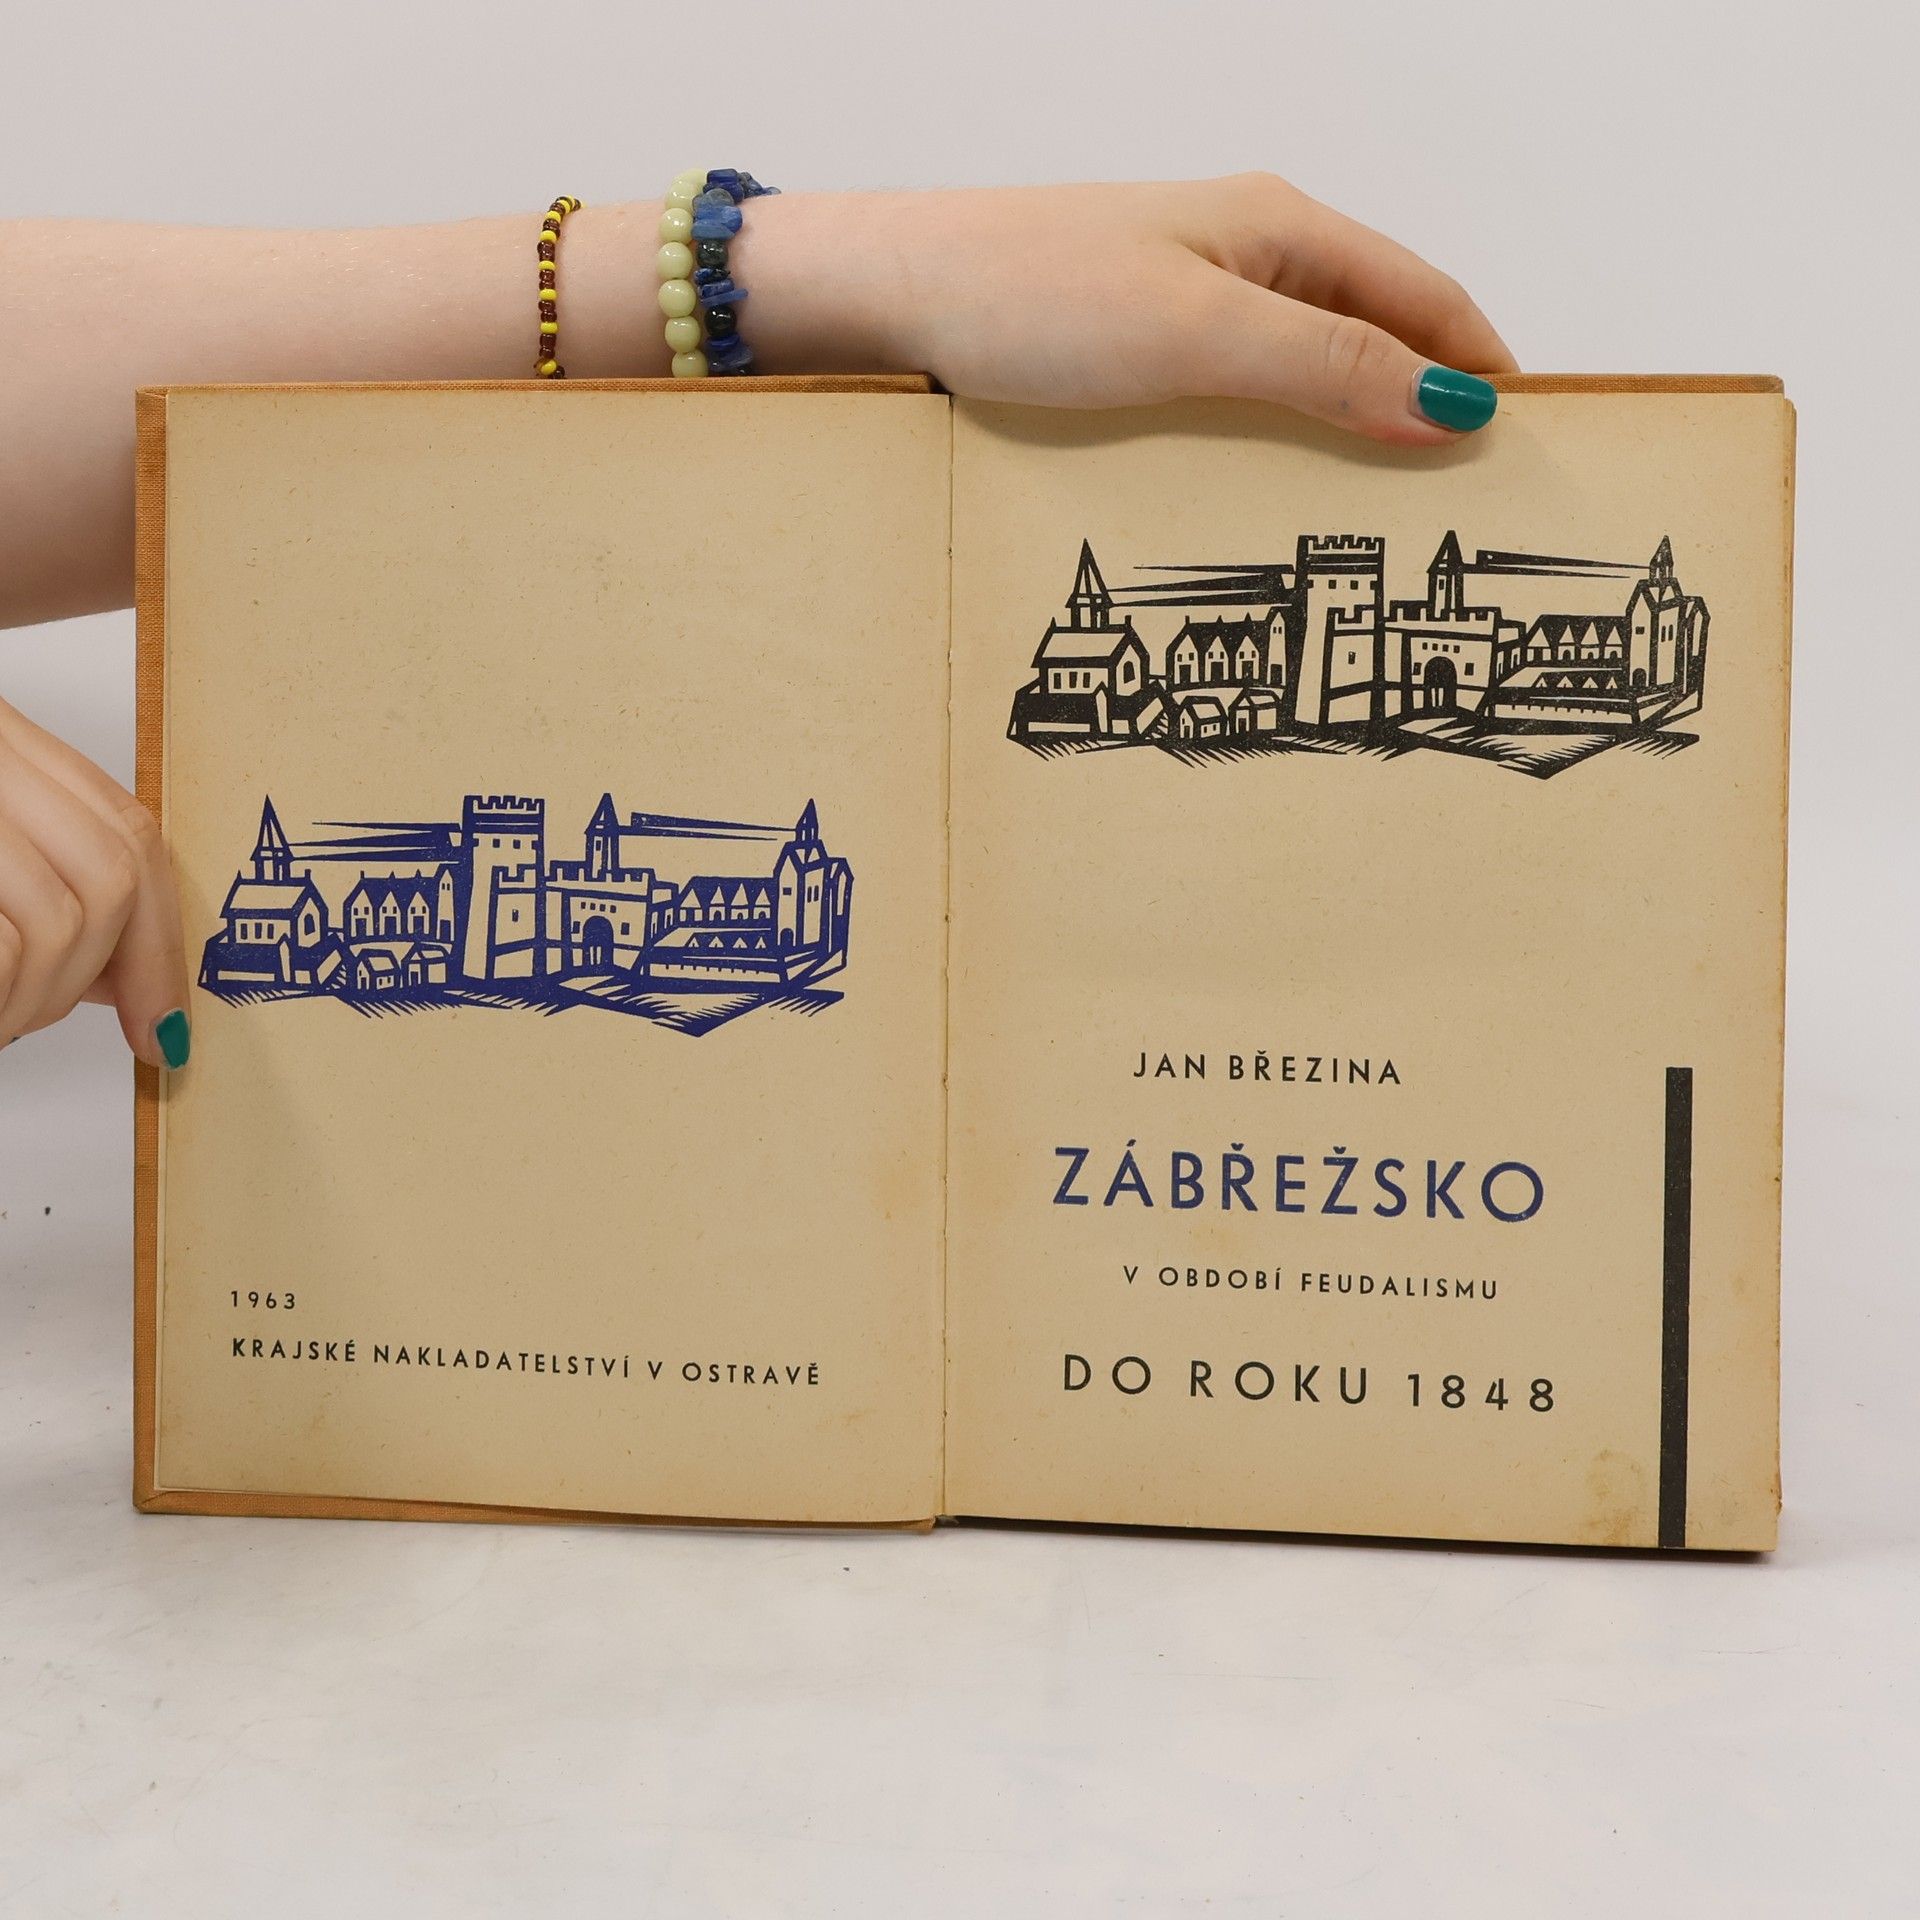 1963
KRAJSKÉ NAKLADATELSTVÍ V OSTRAVĚ
JAN BŘEZINA
ZÁBŘEŽSKO
V OBDOBÍ FEUDALISMU
DO ROKU 1848